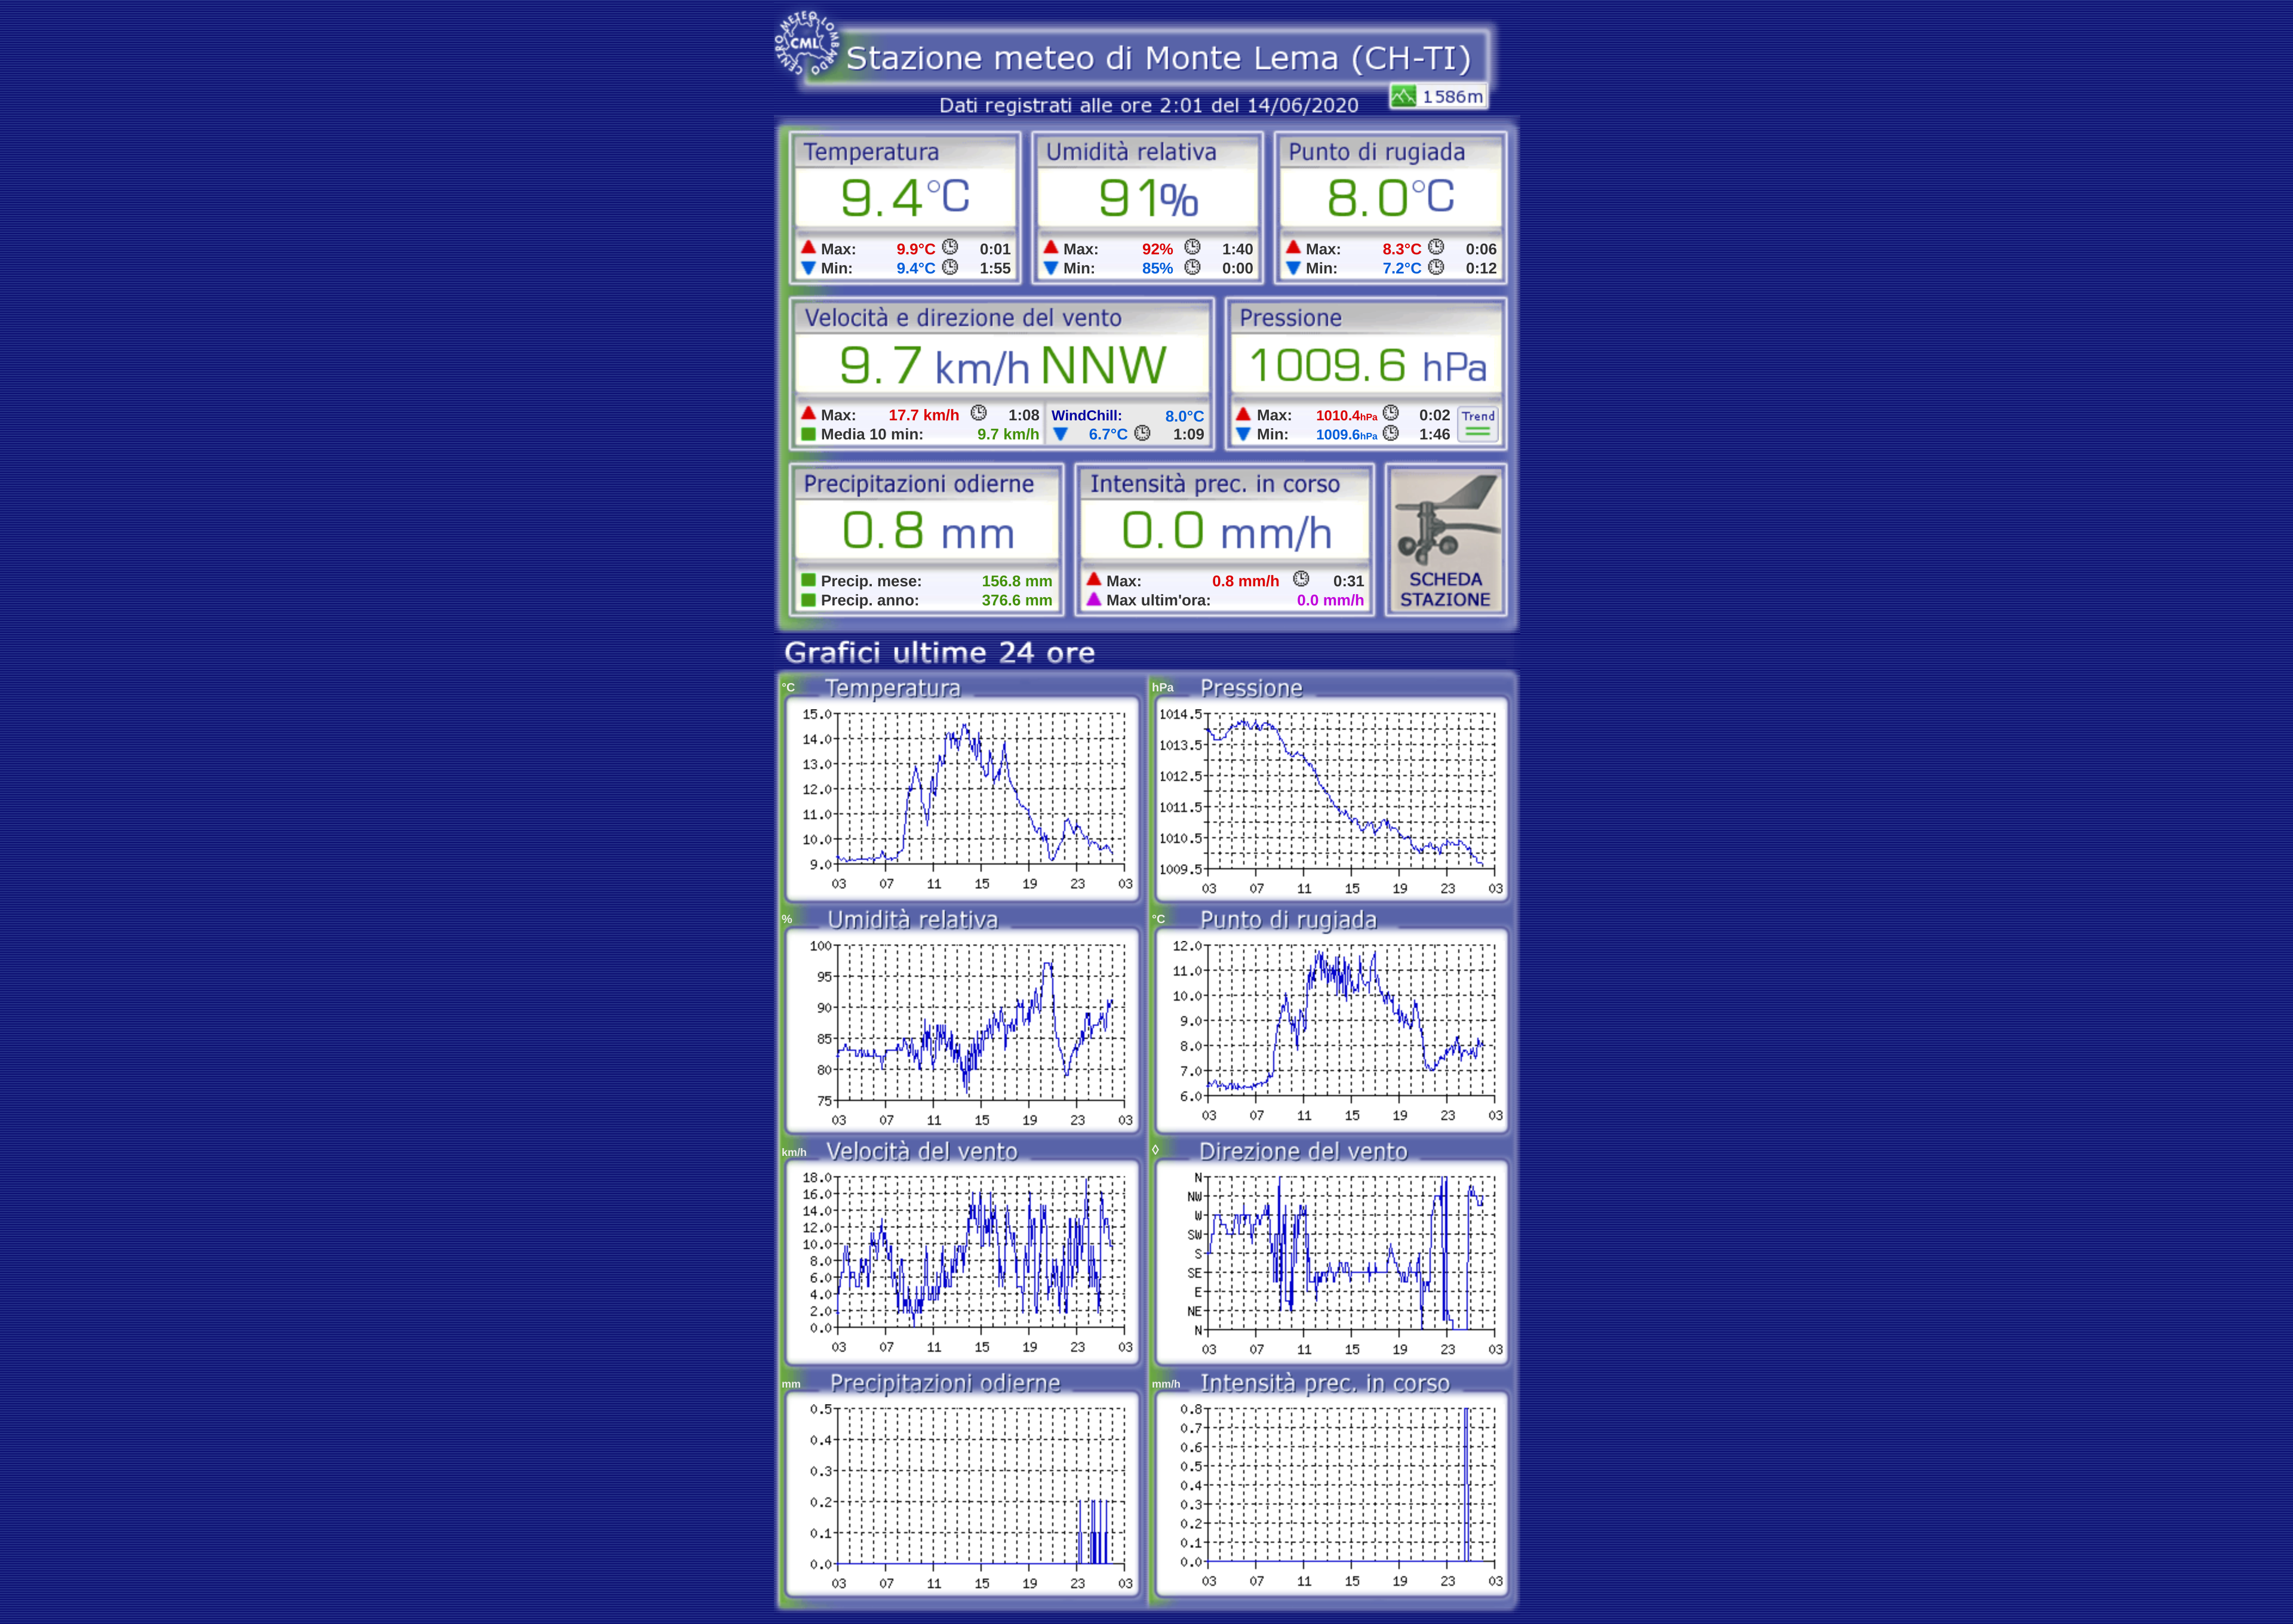 CENTRO METEO LOMBARDO
CML
Stazione meteo di Monte Lema (CH-TI)
1586m
Dati registrati alle ore 2:01 del 14/06/2020
Temperatura Umidità relativa Punto di rugiada
9.4°C 91% 8.0°C
Max: 9.9°C 0:01 Max: 92% 1:40 Max: 8.3°C 0:06
Min: 9.4°C 1:55 Min: 85% 0:00 Min: 7.2°C 0:12
Velocità e direzione del vento Pressione
9.7 km/h NNW 1009.6 hPa
Max: 17.7 km/h 1:08 WindChill: 8.0°C Max: 1010.4hPa 0:02 Trend
Media 10 min: 9.7 km/h 6.7°C 1:09 Min: 1009.6hPa 1:46
Precipitazioni odierne Intensità prec. in corso
0.8 mm 0.0 mm/h
Precip. mese: 156.8 mm Max: 0.8 mm/h 0:31 SCHEDA
Precip. anno: 376.6 mm Max ultim'ora: 0.0 mm/h STAZIONE
Grafici ultime 24 ore
°C Temperatura
15.0
14.0
13.0
12.0
11.0
10.0
9.0
03 07 11 15 19 23 03
hPa Pressione
1014.5
1013.5
1012.5
1011.5
1010.5
1009.5
03 07 11 15 19 23 03
% Umidità relativa
100
95
90
85
80
75
03 07 11 15 19 23 03
°C Punto di rugiada
12.0
11.0
10.0
9.0
8.0
7.0
6.0
03 07 11 15 19 23 03
km/h Velocità del vento
18.0
16.0
14.0
12.0
10.0
8.0
6.0
4.0
2.0
0.0
03 07 11 15 19 23 03
◊ Direzione del vento
N
NW
W
SW
S
SE
E
NE
N
03 07 11 15 19 23 03
mm Precipitazioni odierne
0.5
0.4
0.3
0.2
0.1
0.0
03 07 11 15 19 23 03
mm/h Intensità prec. in corso
0.8
0.7
0.6
0.5
0.4
0.3
0.2
0.1
0.0
03 07 11 15 19 23 03